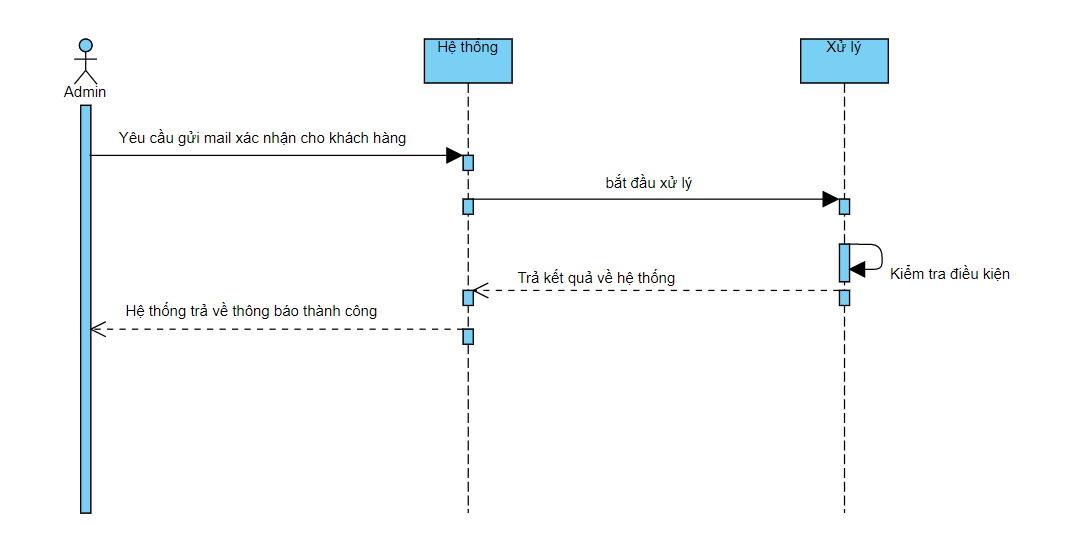 Hệ thông
Xử lý
Admin
Yêu cầu gửi mail xác nhận cho khách hàng
bắt đầu xử lý
Kiểm tra điều kiện
Trả kết quả về hệ thống
Hệ thống trả về thông báo thành công